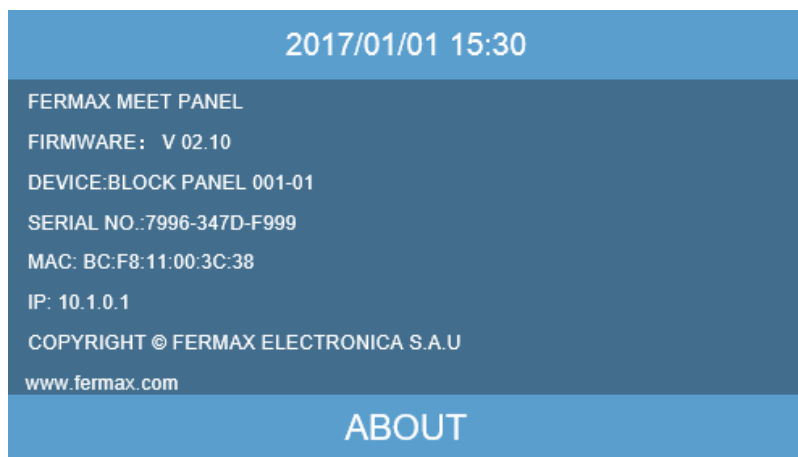 2017/01/01 15:30
FERMAX MEET PANEL
FIRMWARE： V 02.10
DEVICE:BLOCK PANEL 001-01
SERIAL NO.:7996-347D-F999
MAC: BC:F8:11:00:3C:38
IP: 10.1.0.1
COPYRIGHT © FERMAX ELECTRONICA S.A.U
www.fermax.com
ABOUT